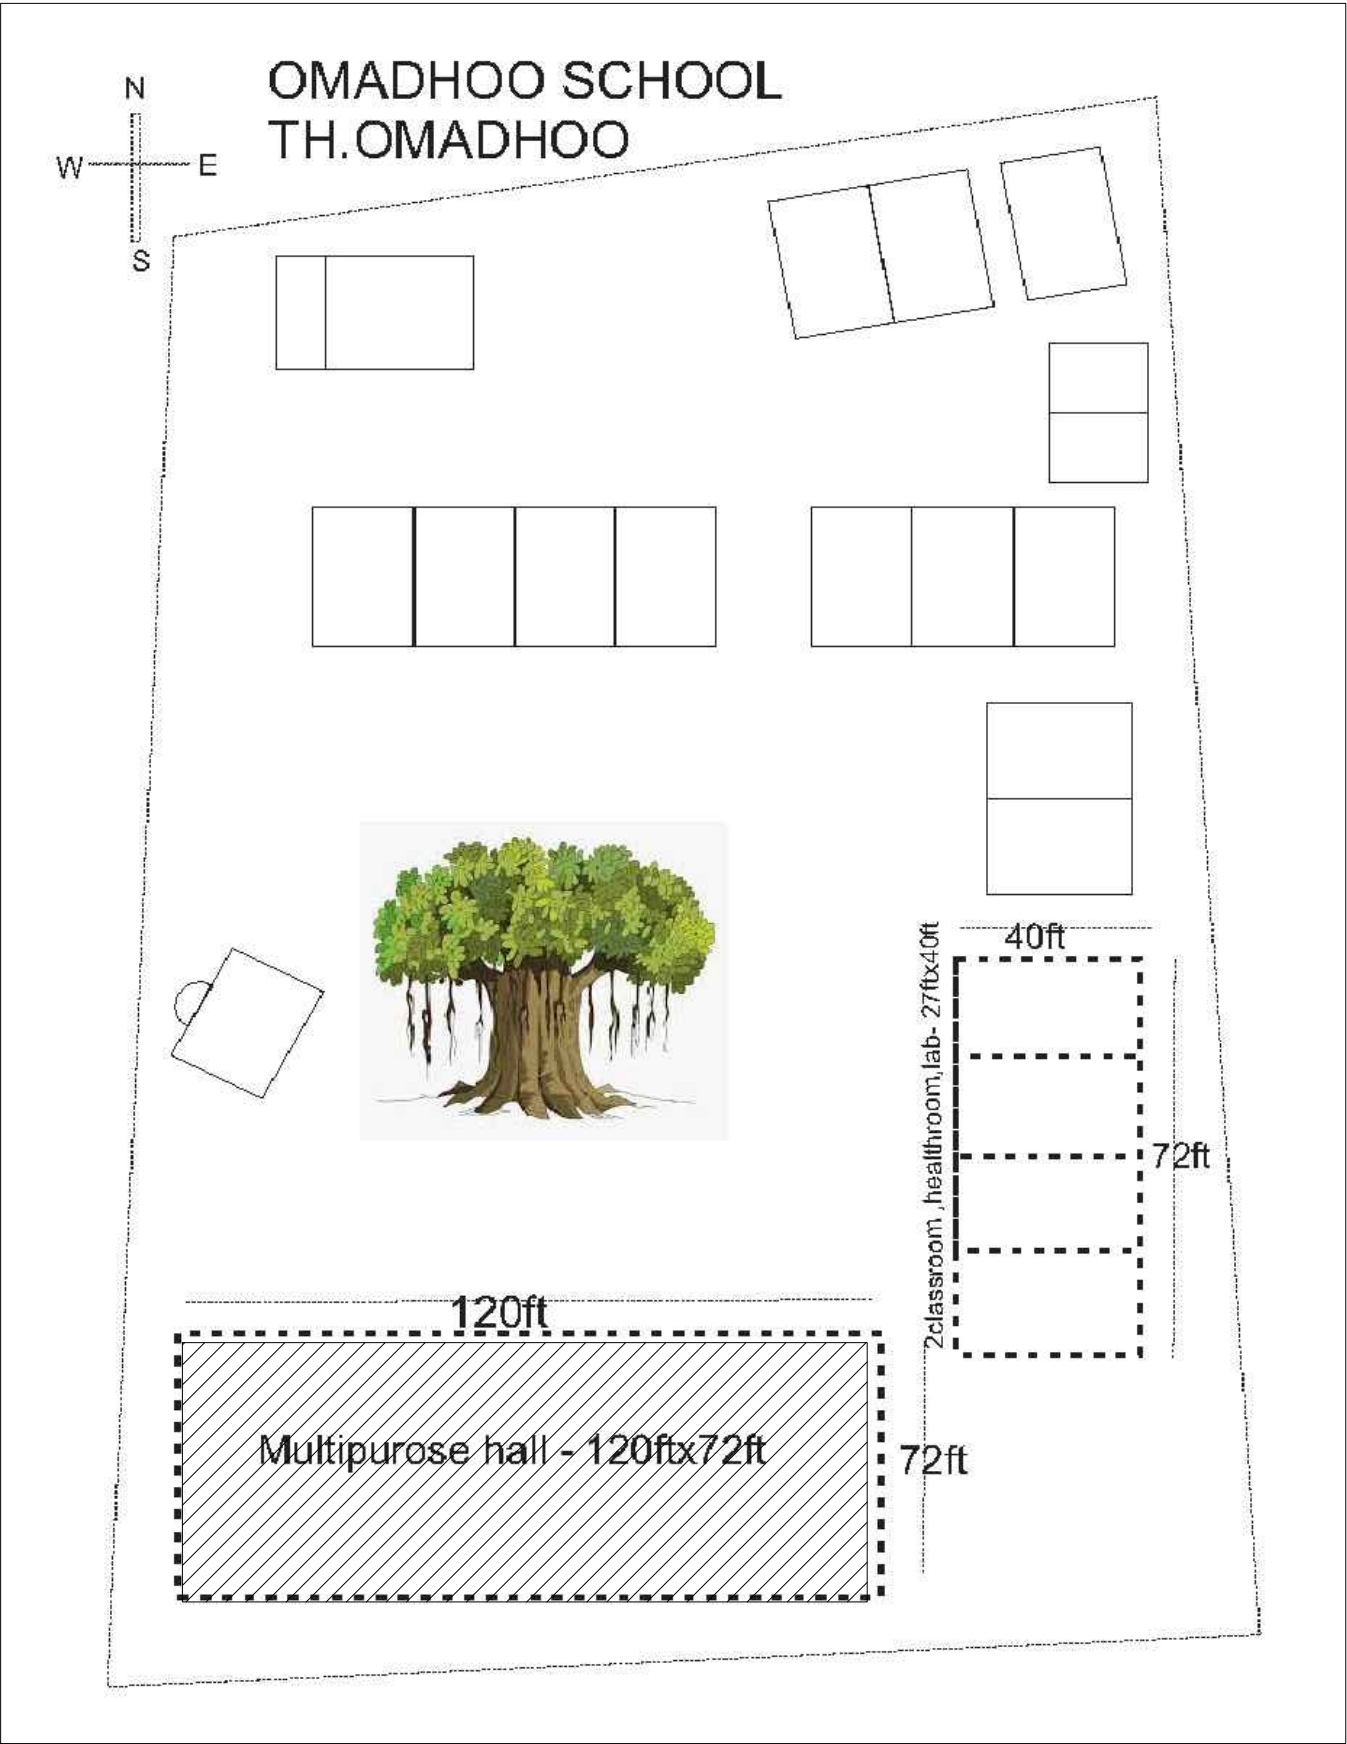 OMADHOO SCHOOL
TH.OMADHOO
N
W
E
S
40ft
2classroom ,healthroom,lab- 27ftx40ft
72ft
120ft
Multipurose hall - 120ftx72ft
72ft